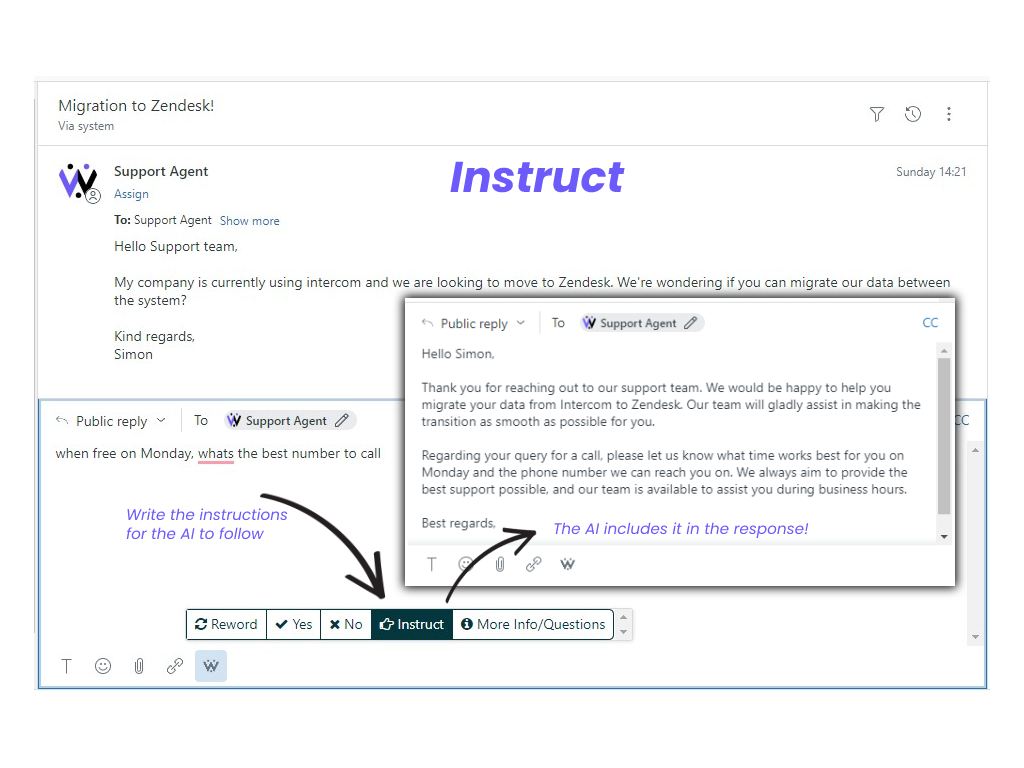 Migration to Zendesk!
Via system
Instruct
Support Agent
Sunday 14:21
Assign
To: Support Agent Show more
Hello Support team,
My company is currently using intercom and we are looking to move to Zendesk. We're wondering if you can migrate our data between
the system?
Kind regards,
Simon
Public reply To Support Agent CC
when free on Monday, whats the best number to call
Write the instructions
for the AI to follow
Public reply To Support Agent CC
Hello Simon,
Thank you for reaching out to our support team. We would be happy to help you
migrate your data from Intercom to Zendesk. Our team will gladly assist in making the
transition as smooth as possible for you.
Regarding your query for a call, please let us know what time works best for you on
Monday and the phone number we can reach you on. We always aim to provide the
best support possible, and our team is available to assist you during business hours.
Best regards,
The AI includes it in the response!
Reword Yes No Instruct More Info/Questions